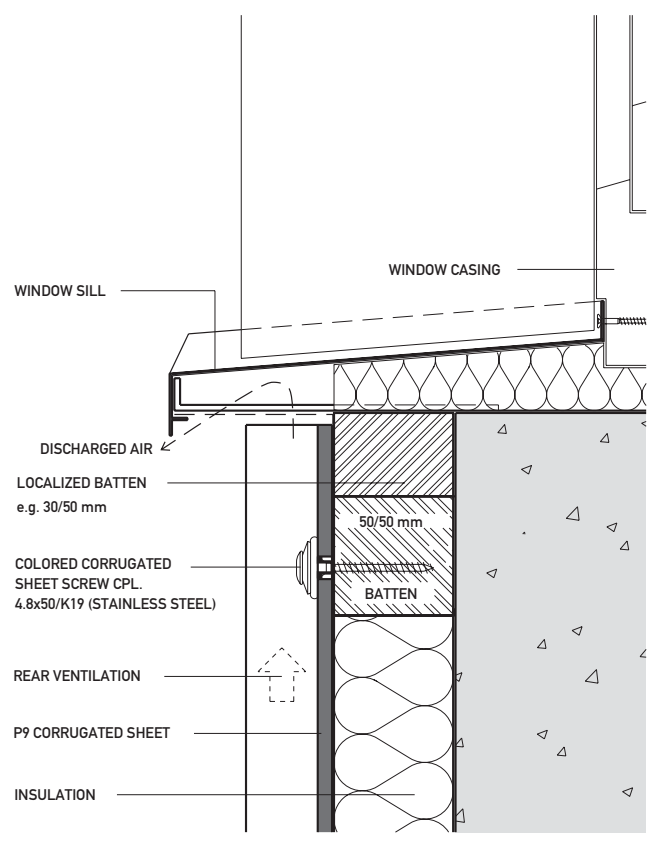 WINDOW CASING
WINDOW SILL
DISCHARGED AIR
LOCALIZED BATTEN
e.g. 30/50 mm
50/50 mm
COLORED CORRUGATED
SHEET SCREW CPL.
4.8x50/K19 (STAINLESS STEEL)
BATTEN
REAR VENTILATION
P9 CORRUGATED SHEET
INSULATION